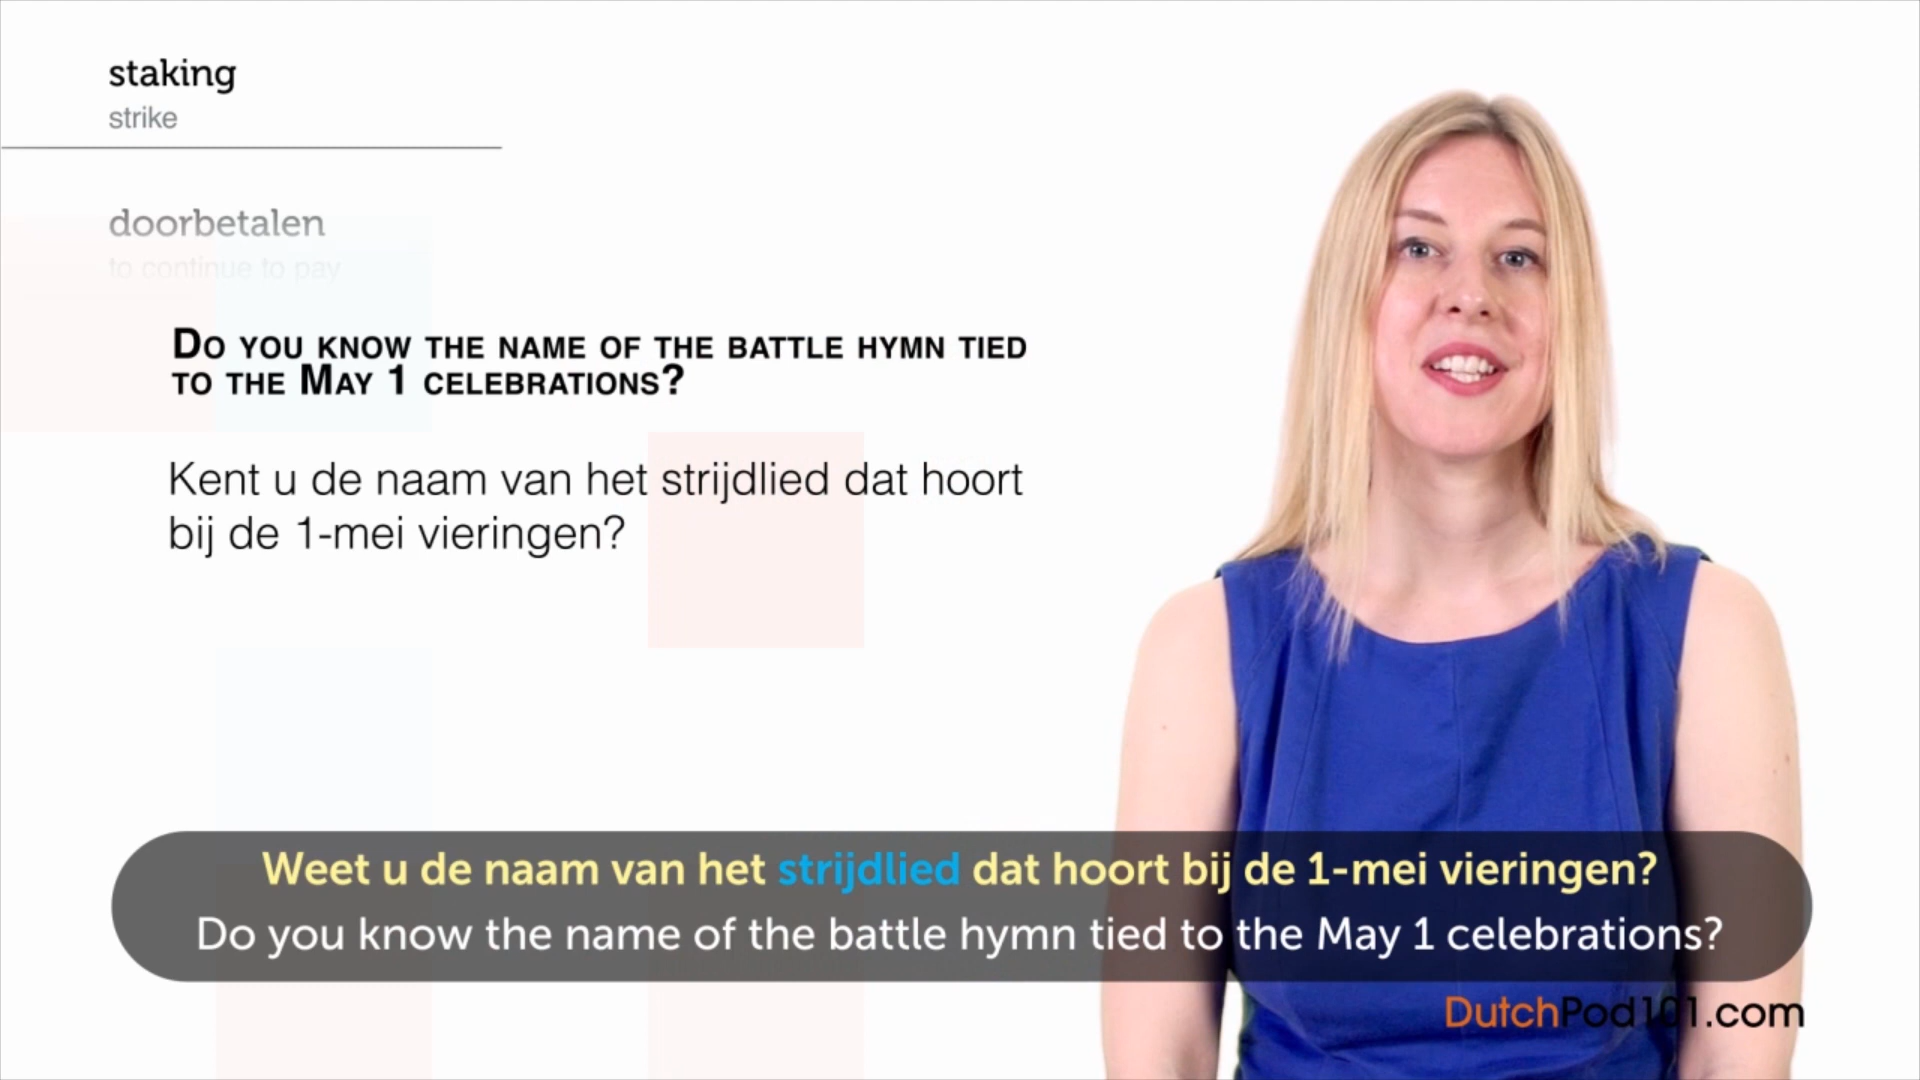 staking
strike
doorbetalen
to continue to pay
Do you know the name of the battle hymn tied
to the May 1 celebrations?
Kent u de naam van het strijdlied dat hoort
bij de 1-mei vieringen?
Weet u de naam van het strijdlied dat hoort bij de 1-mei vieringen?
Do you know the name of the battle hymn tied to the May 1 celebrations?
DutchPod101.com